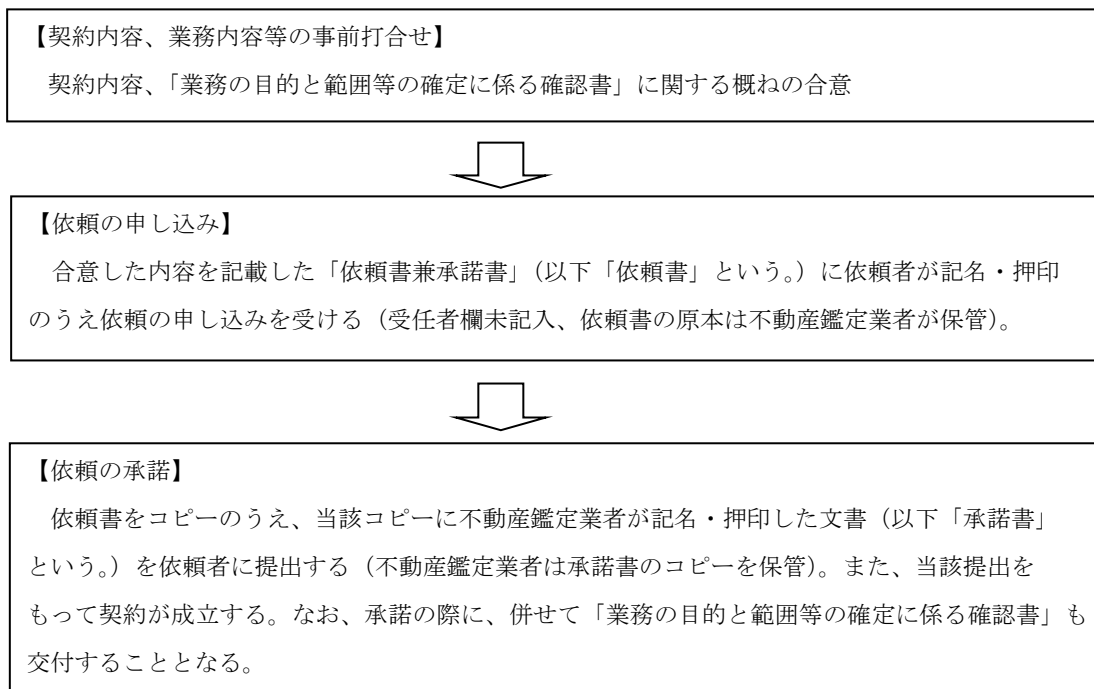 【契約内容、業務内容等の事前打合せ】
契約内容、「業務の目的と範囲等の確定に係る確認書」に関する概ねの合意
【依頼の申し込み】
合意した内容を記載した「依頼書兼承諾書」（以下「依頼書」という。）に依頼者が記名・押印
のうえ依頼の申し込みを受ける（受任者欄未記入、依頼書の原本は不動産鑑定業者が保管）。
【依頼の承諾】
依頼書をコピーのうえ、当該コピーに不動産鑑定業者が記名・押印した文書（以下「承諾書」
という。）を依頼者に提出する（不動産鑑定業者は承諾書のコピーを保管）。また、当該提出を
もって契約が成立する。なお、承諾の際に、併せて「業務の目的と範囲等の確定に係る確認書」も
交付することとなる。